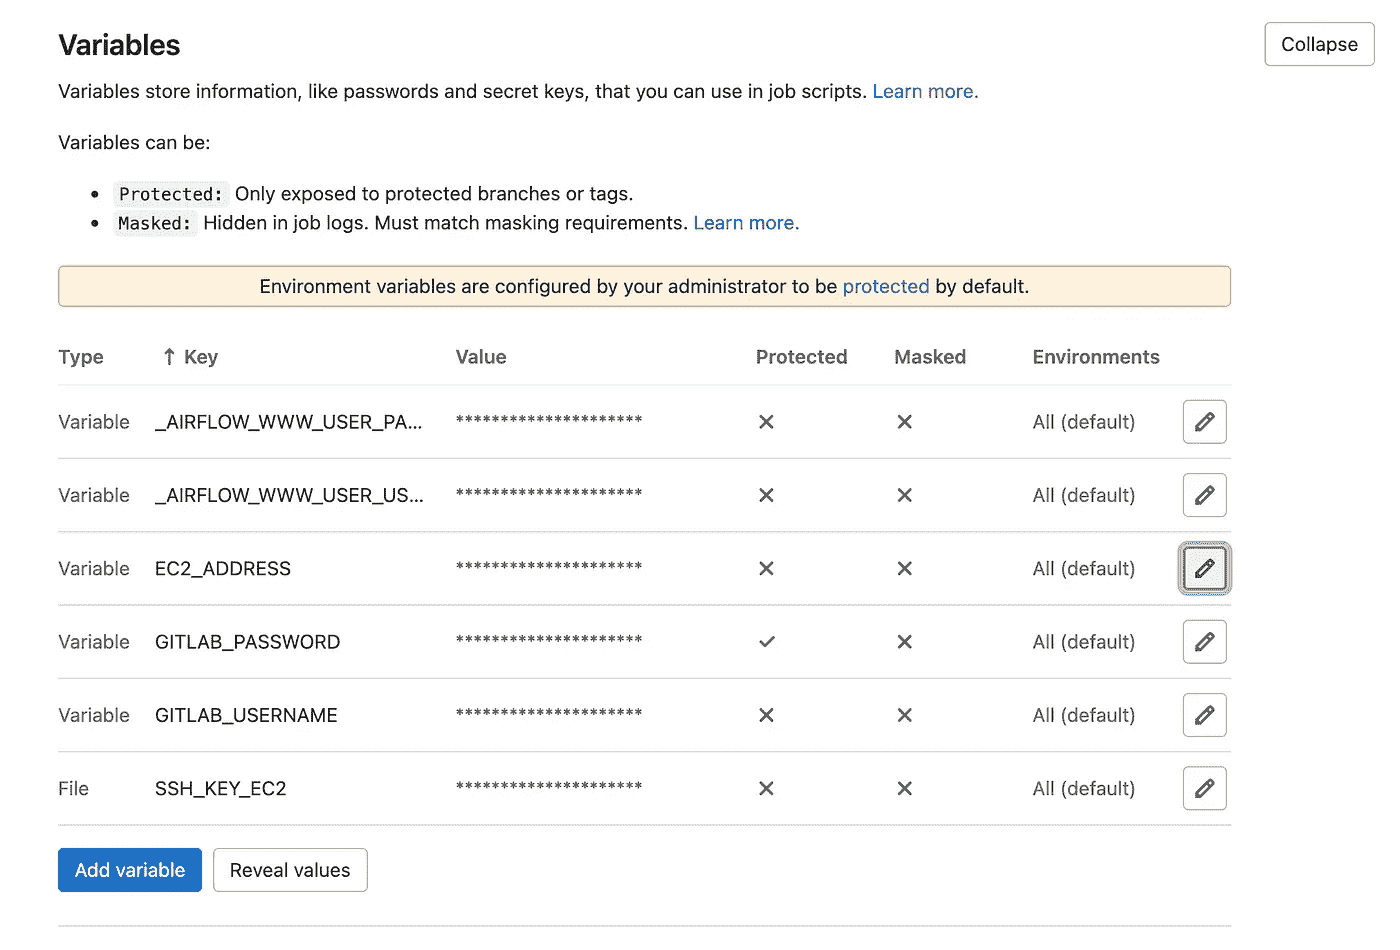 Variables
Collapse
Variables store information, like passwords and secret keys, that you can use in job scripts. Learn more.
Variables can be:
Protected: Only exposed to protected branches or tags.
Masked: Hidden in job logs. Must match masking requirements. Learn more.
Environment variables are configured by your administrator to be protected by default.
Type ↑ Key Value Protected Masked Environments
Variable _AIRFLOW_WWW_USER_PA... ********************* All (default)
Variable _AIRFLOW_WWW_USER_US... ********************* All (default)
Variable EC2_ADDRESS ********************* All (default)
Variable GITLAB_PASSWORD ********************* All (default)
Variable GITLAB_USERNAME ********************* All (default)
File SSH_KEY_EC2 ********************* All (default)
Add variable Reveal values